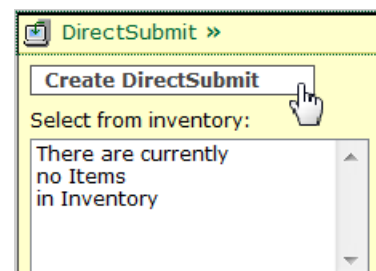 DirectSubmit »
Create DirectSubmit
Select from inventory:
There are currently
no Items
in Inventory